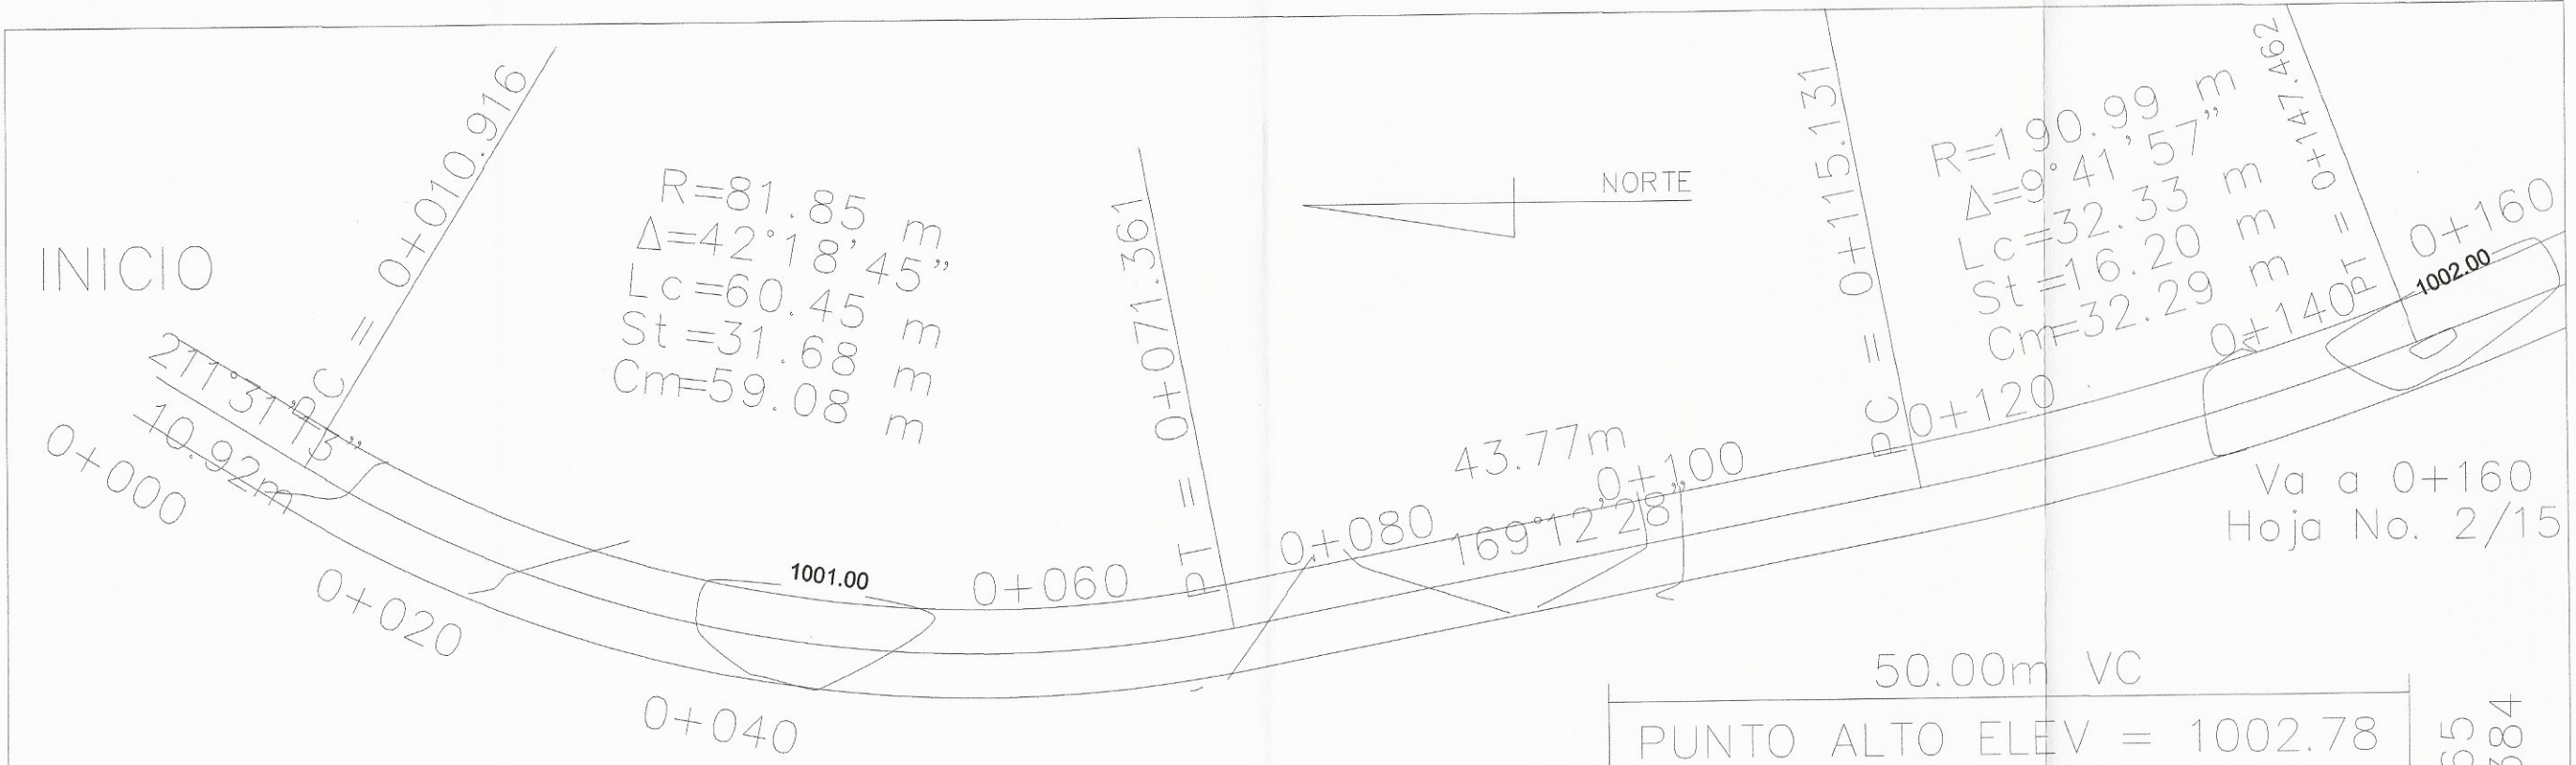 INICIO
PC = 0+010.916
211°31'13"
10.92m
0+000
R=81.85 m
Δ=42°18'45"
Lc=60.45 m
St=31.68 m
Cm=59.08 m
0+020
0+040
1001.00
0+060
PT = 0+071.361
NORTE
0+080
43.77m
169°12'28"
0+100
PC = 0+115.131
0+120
R=190.99 m
Δ=9°41'57"
Lc=32.33 m
St=16.20 m
Cm=32.29 m
0+140
PT = 0+147.462
0+160
1002.00
Va a 0+160
Hoja No. 2/15
50.00m VC
PUNTO ALTO ELEV = 1002.78